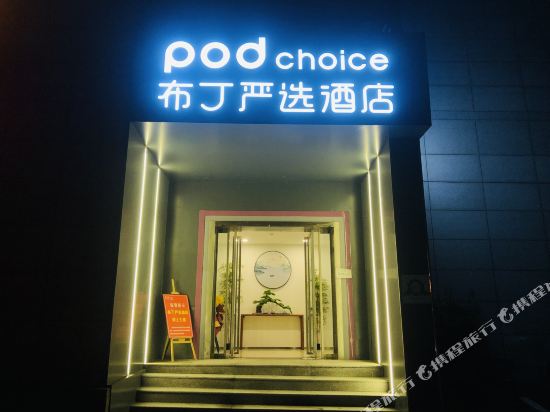 pod choice
布丁严选酒店
携程旅行
携程旅行